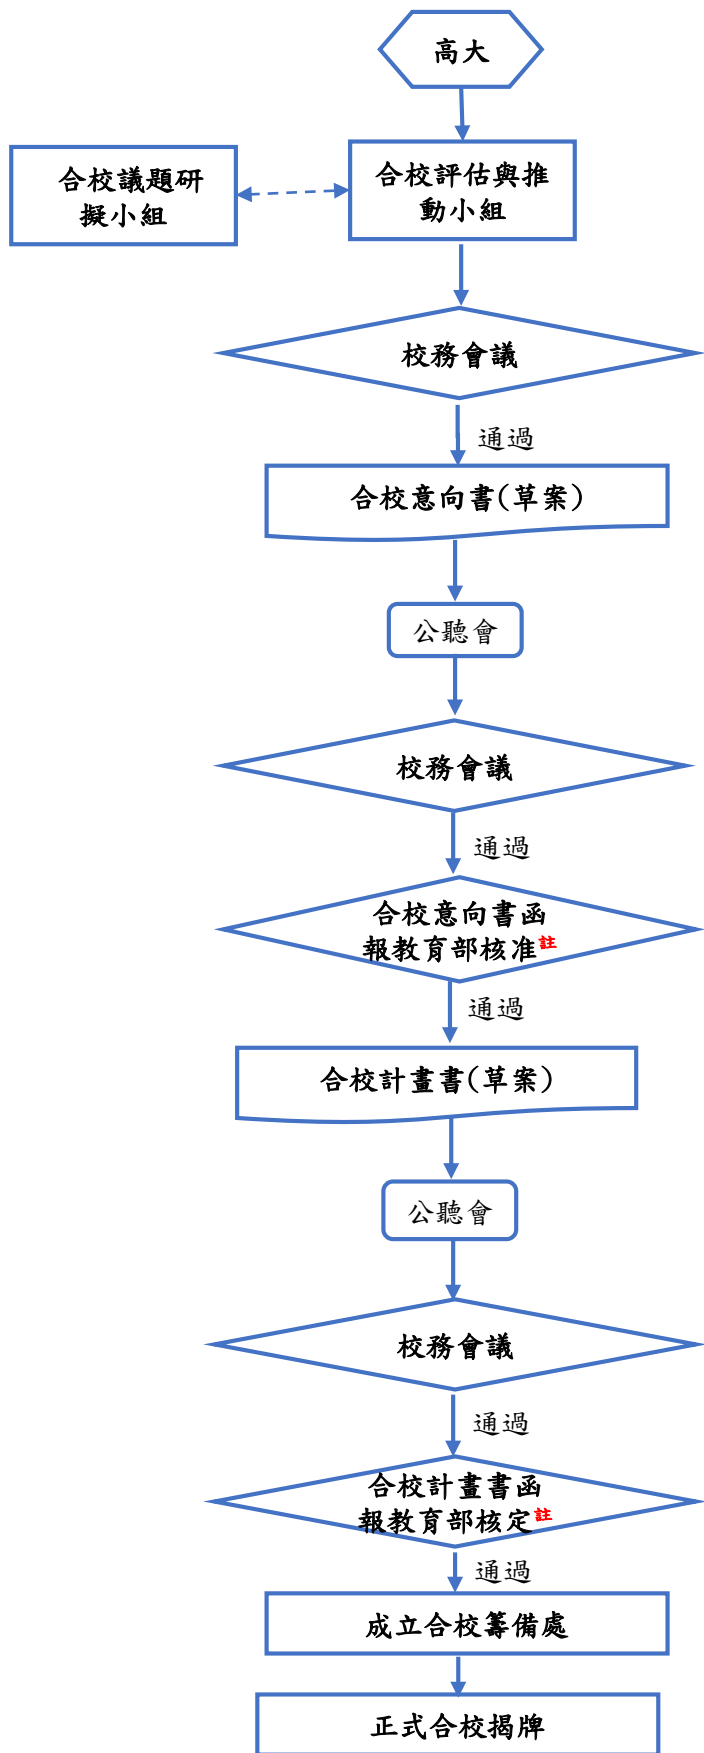 高大
合校議題研
擬小組
合校評估與推
動小組
校務會議
通過
合校意向書(草案)
公聽會
校務會議
通過
合校意向書函
報教育部核准註
通過
合校計畫書(草案)
公聽會
校務會議
通過
合校計畫書函
報教育部核定註
通過
成立合校籌備處
正式合校揭牌